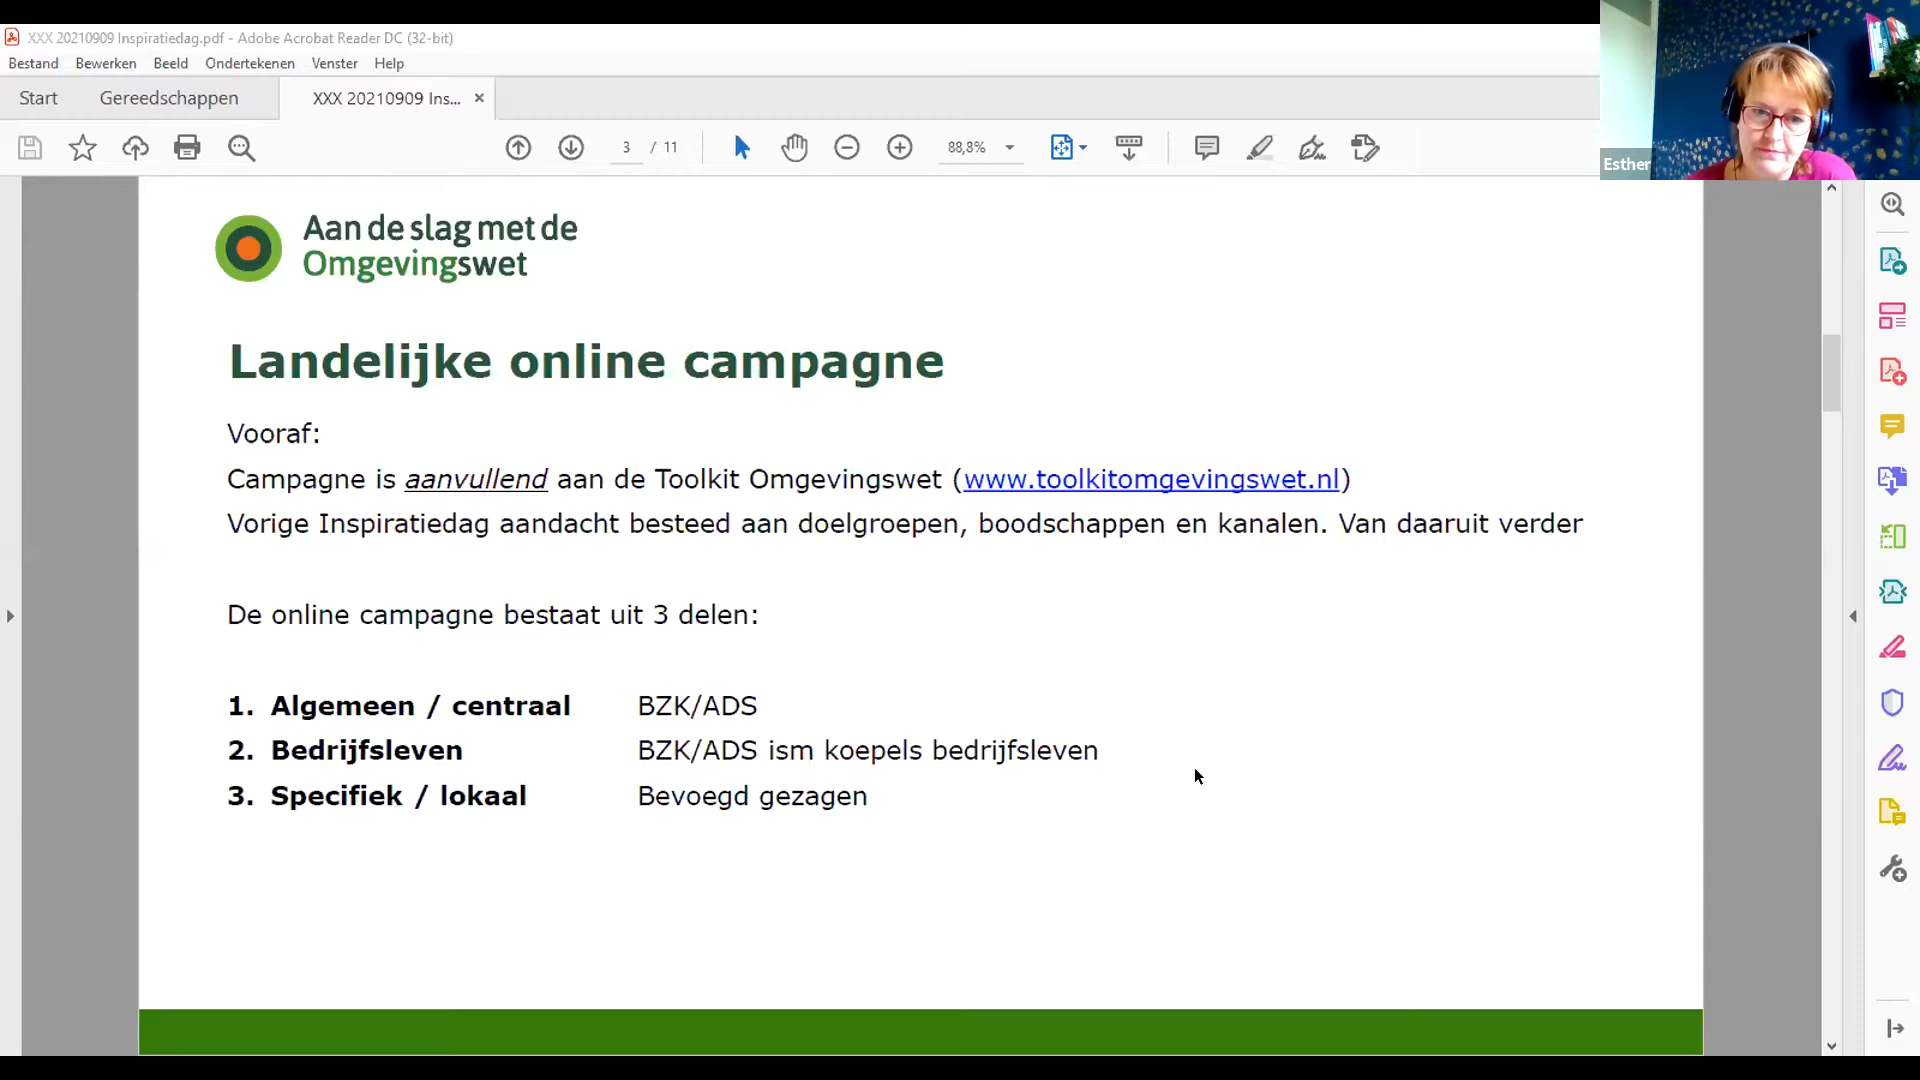 XXX 20210909 Inspiratiedag.pdf - Adobe Acrobat Reader DC (32-bit)
Bestand Bewerken Beeld Ondertekenen Venster Help
Start Gereedschappen XXX 20210909 Ins... ×
3 / 11 88,8%
Esther
Aan de slag met de
Omgevingswet
Landelijke online campagne
Vooraf:
Campagne is aanvullend aan de Toolkit Omgevingswet (www.toolkitomgevingswet.nl)
Vorige Inspiratiedag aandacht besteed aan doelgroepen, boodschappen en kanalen. Van daaruit verder
De online campagne bestaat uit 3 delen:
1. Algemeen / centraal BZK/ADS
2. Bedrijfsleven BZK/ADS ism koepels bedrijfsleven
3. Specifiek / lokaal Bevoegd gezagen